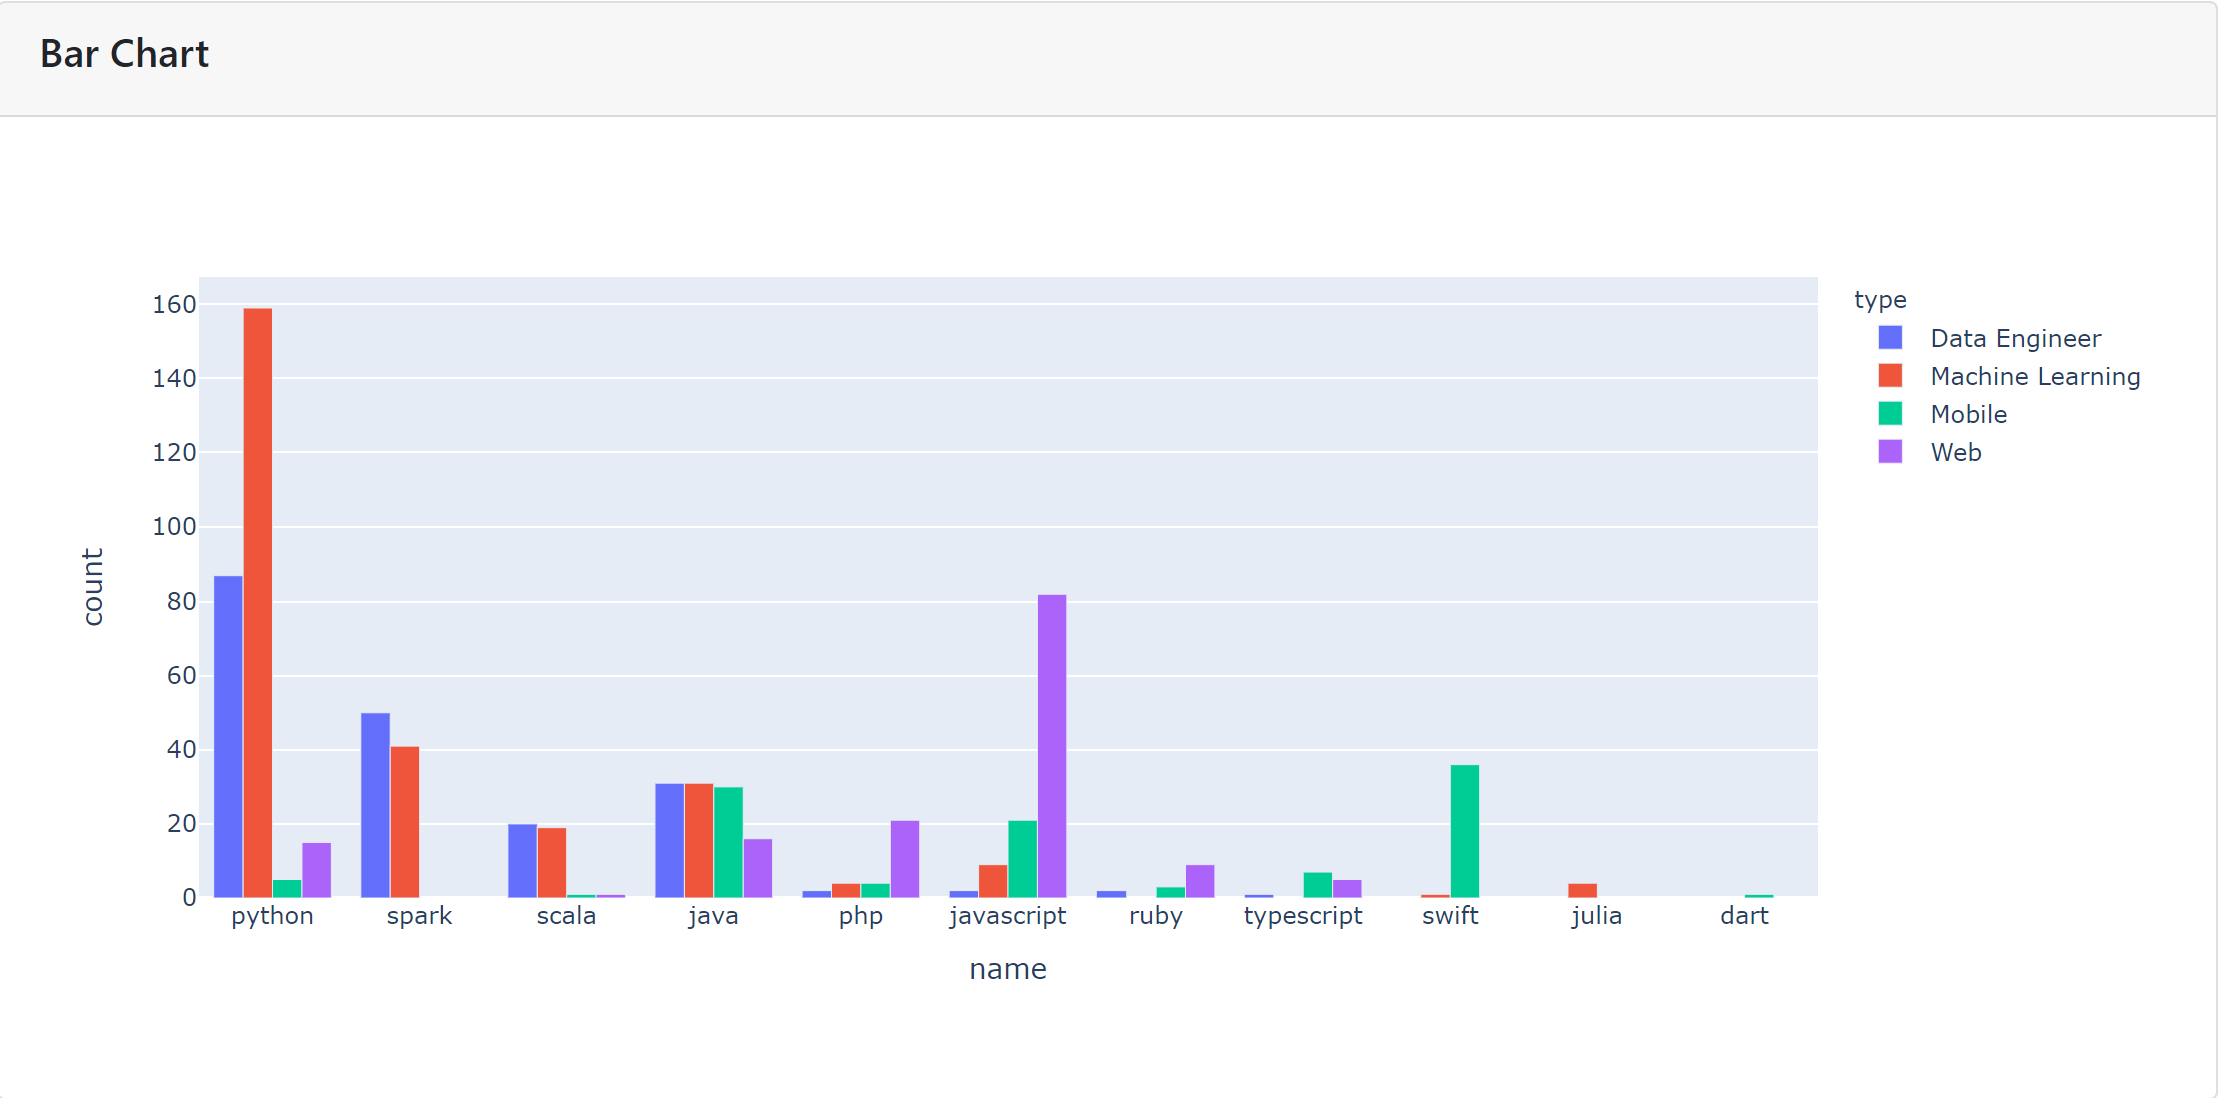 Bar Chart
160
140
120
100
80
60
40
20
0
count
python spark scala java php javascript ruby typescript swift julia dart
name
type
Data Engineer
Machine Learning
Mobile
Web